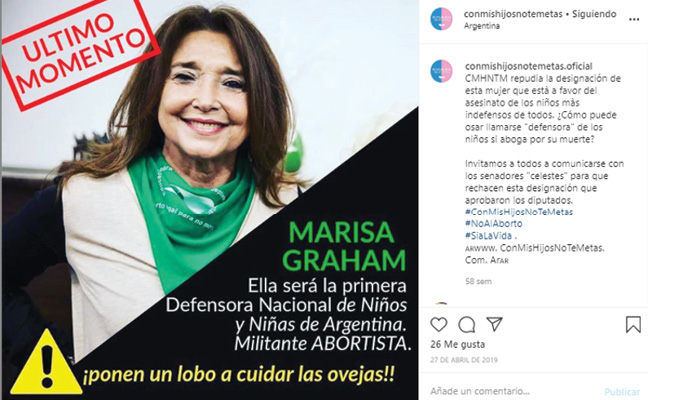 ULTIMO
MOMENTO
MARISA
GRAHAM
Ella será la primera
Defensora Nacional de Niños
y Niñas de Argentina.
Militante ABORTISTA.
¡ponen un lobo a cuidar las ovejas!!
conmishijosnotemetas • Siguiendo
Argentina
conmishijosnotemetas.oficial
CMHNTM repudia la designación de
esta mujer que está a favor del
asesinato de los niños más
indefensos de todos. ¿Cómo puede
osar llamarse "defensora" de los
niños si aboga por su muerte?
Invitamos a todos a comunicarse con
los senadores "celestes" para que
rechacen esta designación que
aprobaron los diputados.
#ConMisHijosNoTeMetas
#NoAlAborto
#SiaLaVida .
ARwww. ConMisHijosNoTeMetas.
Com. AFAR
58 sem
26 Me gusta
27 DE ABRIL DE 2019
Añade un comentario...
Publicar